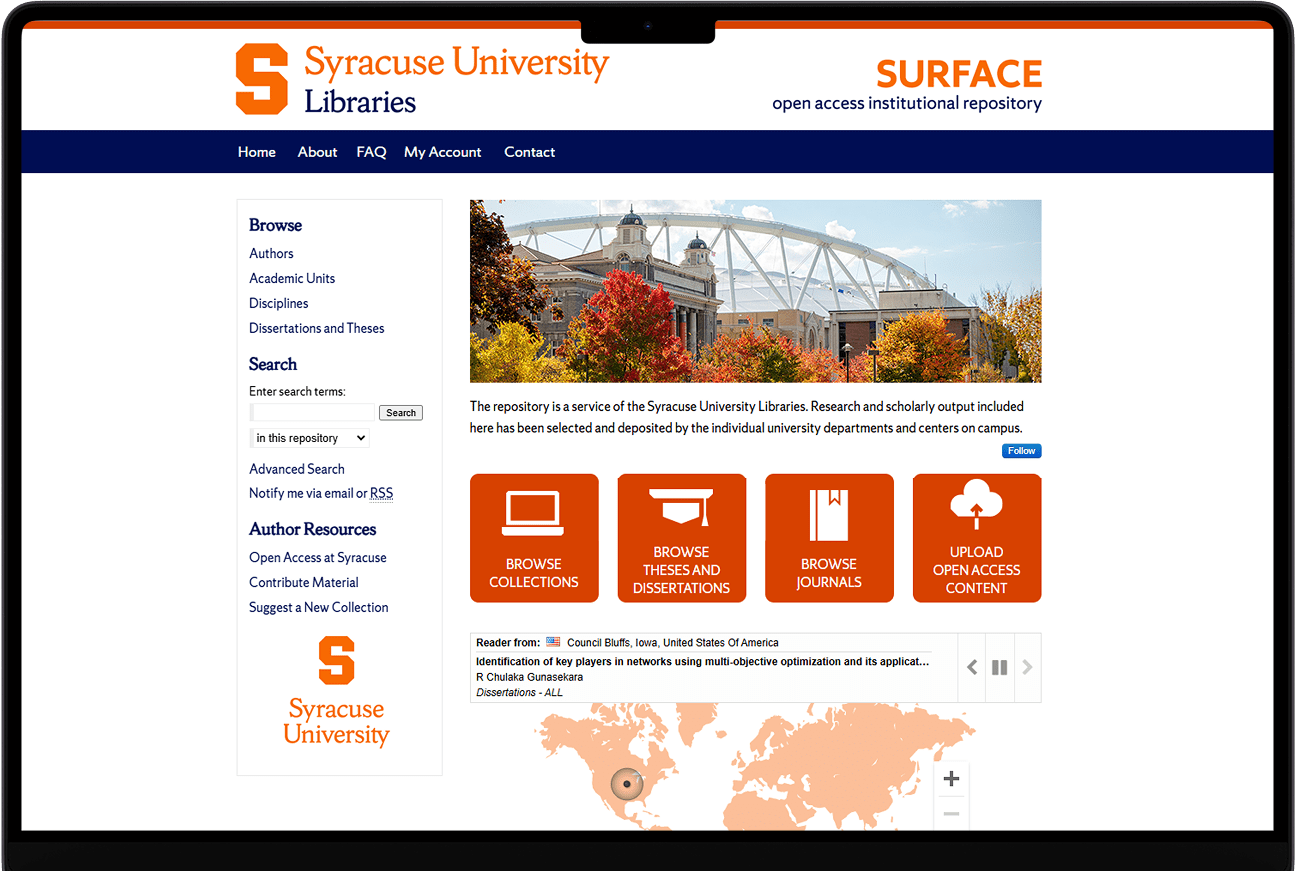 Syracuse University
Libraries
SURFACE
open access institutional repository
Home About FAQ My Account Contact
Browse
Authors
Academic Units
Disciplines
Dissertations and Theses
Search
Enter search terms:
Search
in this repository
Advanced Search
Notify me via email or RSS
Author Resources
Open Access at Syracuse
Contribute Material
Suggest a New Collection
S
Syracuse
University
The repository is a service of the Syracuse University Libraries. Research and scholarly output included
here has been selected and deposited by the individual university departments and centers on campus.
Follow
BROWSE
COLLECTIONS
BROWSE
THESES AND
DISSERTATIONS
BROWSE
JOURNALS
UPLOAD
OPEN ACCESS
CONTENT
Reader from: Council Bluffs, Iowa, United States Of America
Identification of key players in networks using multi-objective optimization and its applicat...
R Chulaka Gunasekara
Dissertations - ALL